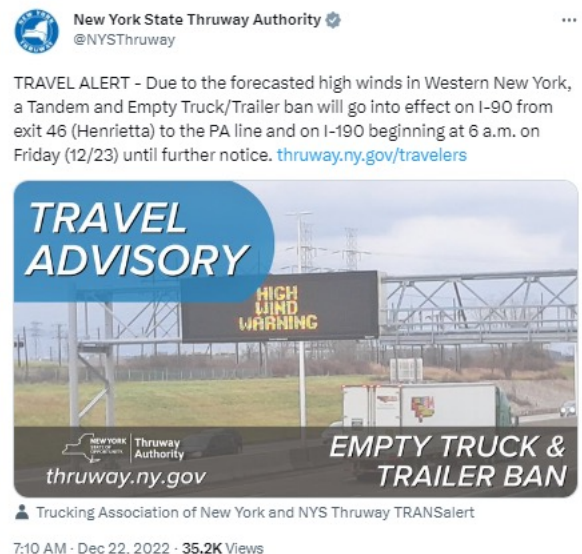 New York State Thruway Authority
@NYSThruway
TRAVEL ALERT - Due to the forecasted high winds in Western New York,
a Tandem and Empty Truck/Trailer ban will go into effect on I-90 from
exit 46 (Henrietta) to the PA line and on I-190 beginning at 6 a.m. on
Friday (12/23) until further notice. thruway.ny.gov/travelers
TRAVEL
ADVISORY
HIGH
WIND
WARNING
NEW YORK
STATE OF
OPPORTUNITY
Thruway
Authority
thruway.ny.gov
EMPTY TRUCK &
TRAILER BAN
Trucking Association of New York and NYS Thruway TRANSalert
7:10 AM · Dec 22, 2022 · 35.2K Views